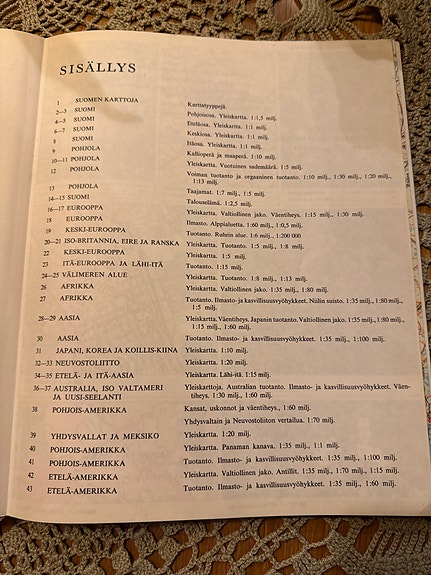 SISÄLLYS
1 SUOMEN KARTTOJA Karttatyyppejä.
2—3 SUOMI Pohjoisosa. Yleiskartta. 1:1,5 milj.
4—5 SUOMI Eteläosa. Yleiskartta. 1:1 milj.
6—7 SUOMI Keskiosa. Yleiskartta. 1:1 milj.
8 SUOMI Itäosa. Yleiskartta. 1:1 milj.
9 POHJOLA Kallioperä ja maaperä. 1:10 milj.
10—11 POHJOLA Yleiskartta. Vuotuinen sademäärä. 1:5 milj.
12 POHJOLA Voiman tuotanto ja orgaaninen tuotanto. 1:10 milj., 1:30 milj., 1:20 milj.,
1:13 milj.
13 POHJOLA Taajamat. 1:7 milj., 1:5 milj.
14—15 SUOMI Talouselämä. 1:2,5 milj.
16—17 EUROOPPA Yleiskartta. Valtiollinen jako. Väentiheys. 1:15 milj., 1:30 milj.
18 EUROOPPA Ilmasto. Alppialuetta. 1:60 milj., 1:0,5 milj.
19 KESKI-EUROOPPA Tuotanto. Ruhrin alue. 1:6 milj., 1:200 000
20—21 ISO-BRITANNIA, EIRE JA RANSKA Yleiskartta. Tuotanto. 1:5 milj., 1:8 milj.
22 KESKI-EUROOPPA Yleiskartta. 1:5 milj.
23 ITÄ-EUROOPPA JA LÄHI-ITÄ Tuotanto. 1:15 milj.
24—25 VÄLIMEREN ALUE Yleiskartta. Tuotanto. 1:8 milj., 1:13 milj.
26 AFRIKKA Yleiskartta. Valtiollinen jako. 1:35 milj., 1:80 milj.
27 AFRIKKA Tuotanto. Ilmasto- ja kasvillisuusvyöhykkeet. Niilin suisto. 1:35 milj., 1:80 milj.,
1:5 milj.
28—29 AASIA Yleiskartta. Väentiheys. Japanin tuotanto. Valtiollinen jako. 1:35 milj., 1:80 milj.,
1:15 milj., 1:60 milj.
30 AASIA Tuotanto. Ilmasto- ja kasvillisuusvyöhykkeet. 1:35 milj., 1:100 milj.
31 JAPANI, KOREA JA KOILLIS-KIINA Yleiskartta. 1:10 milj.
32—33 NEUVOSTOLIITTO Yleiskartta. 1:20 milj.
34—35 ETELÄ- JA ITÄ-AASIA Yleiskartta. Lähi-itä. 1:15 milj.
36—37 AUSTRALIA, ISO VALTAMERI Yleiskarttoja. Australian tuotanto. Ilmasto- ja kasvillisuusvyöhykkeet. Väen-
JA UUSI-SEELANTI tiheys. 1:30 milj., 1:60 milj.
38 POHJOIS-AMERIKKA Kansat, uskonnot ja väentiheys., 1:60 milj.
Yhdysvaltain ja Neuvostoliiton vertailua. 1:70 milj.
39 YHDYSVALLAT JA MEKSIKO Yleiskartta. 1:20 milj.
40 POHJOIS-AMERIKKA Yleiskartta. Panaman kanava. 1:35 milj., 1:1 milj.
41 POHJOIS-AMERIKKA Tuotanto. Ilmasto- ja kasvillisuusvyöhykkeet. 1:35 milj., 1:100 milj.
42 ETELÄ-AMERIKKA Yleiskartta. Valtiollinen jako. Antillit. 1:35 milj., 1:70 milj., 1:15 milj.
43 ETELÄ-AMERIKKA Tuotanto. Ilmasto- ja kasvillisuusvyöhykkeet. 1:35 milj., 1:60 milj.